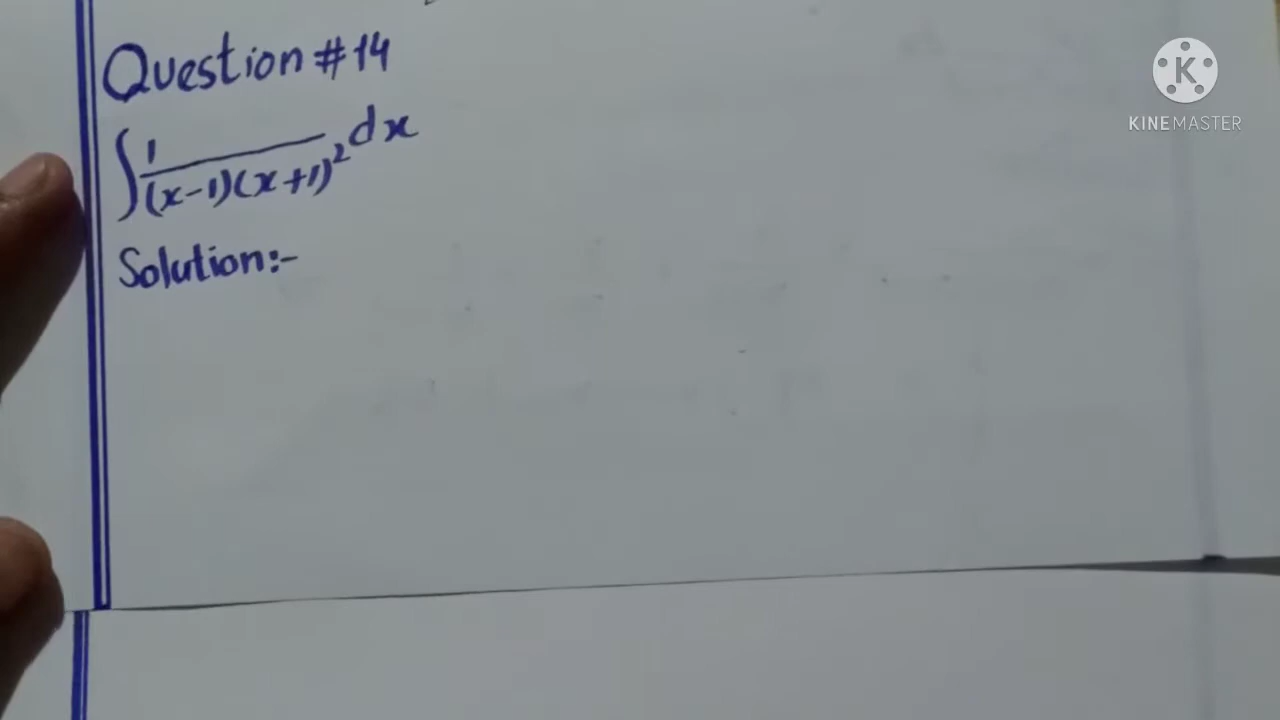 Question #14
∫ 1/(x-1)(x+1)² dx
Solution:-
K
KINEMASTER